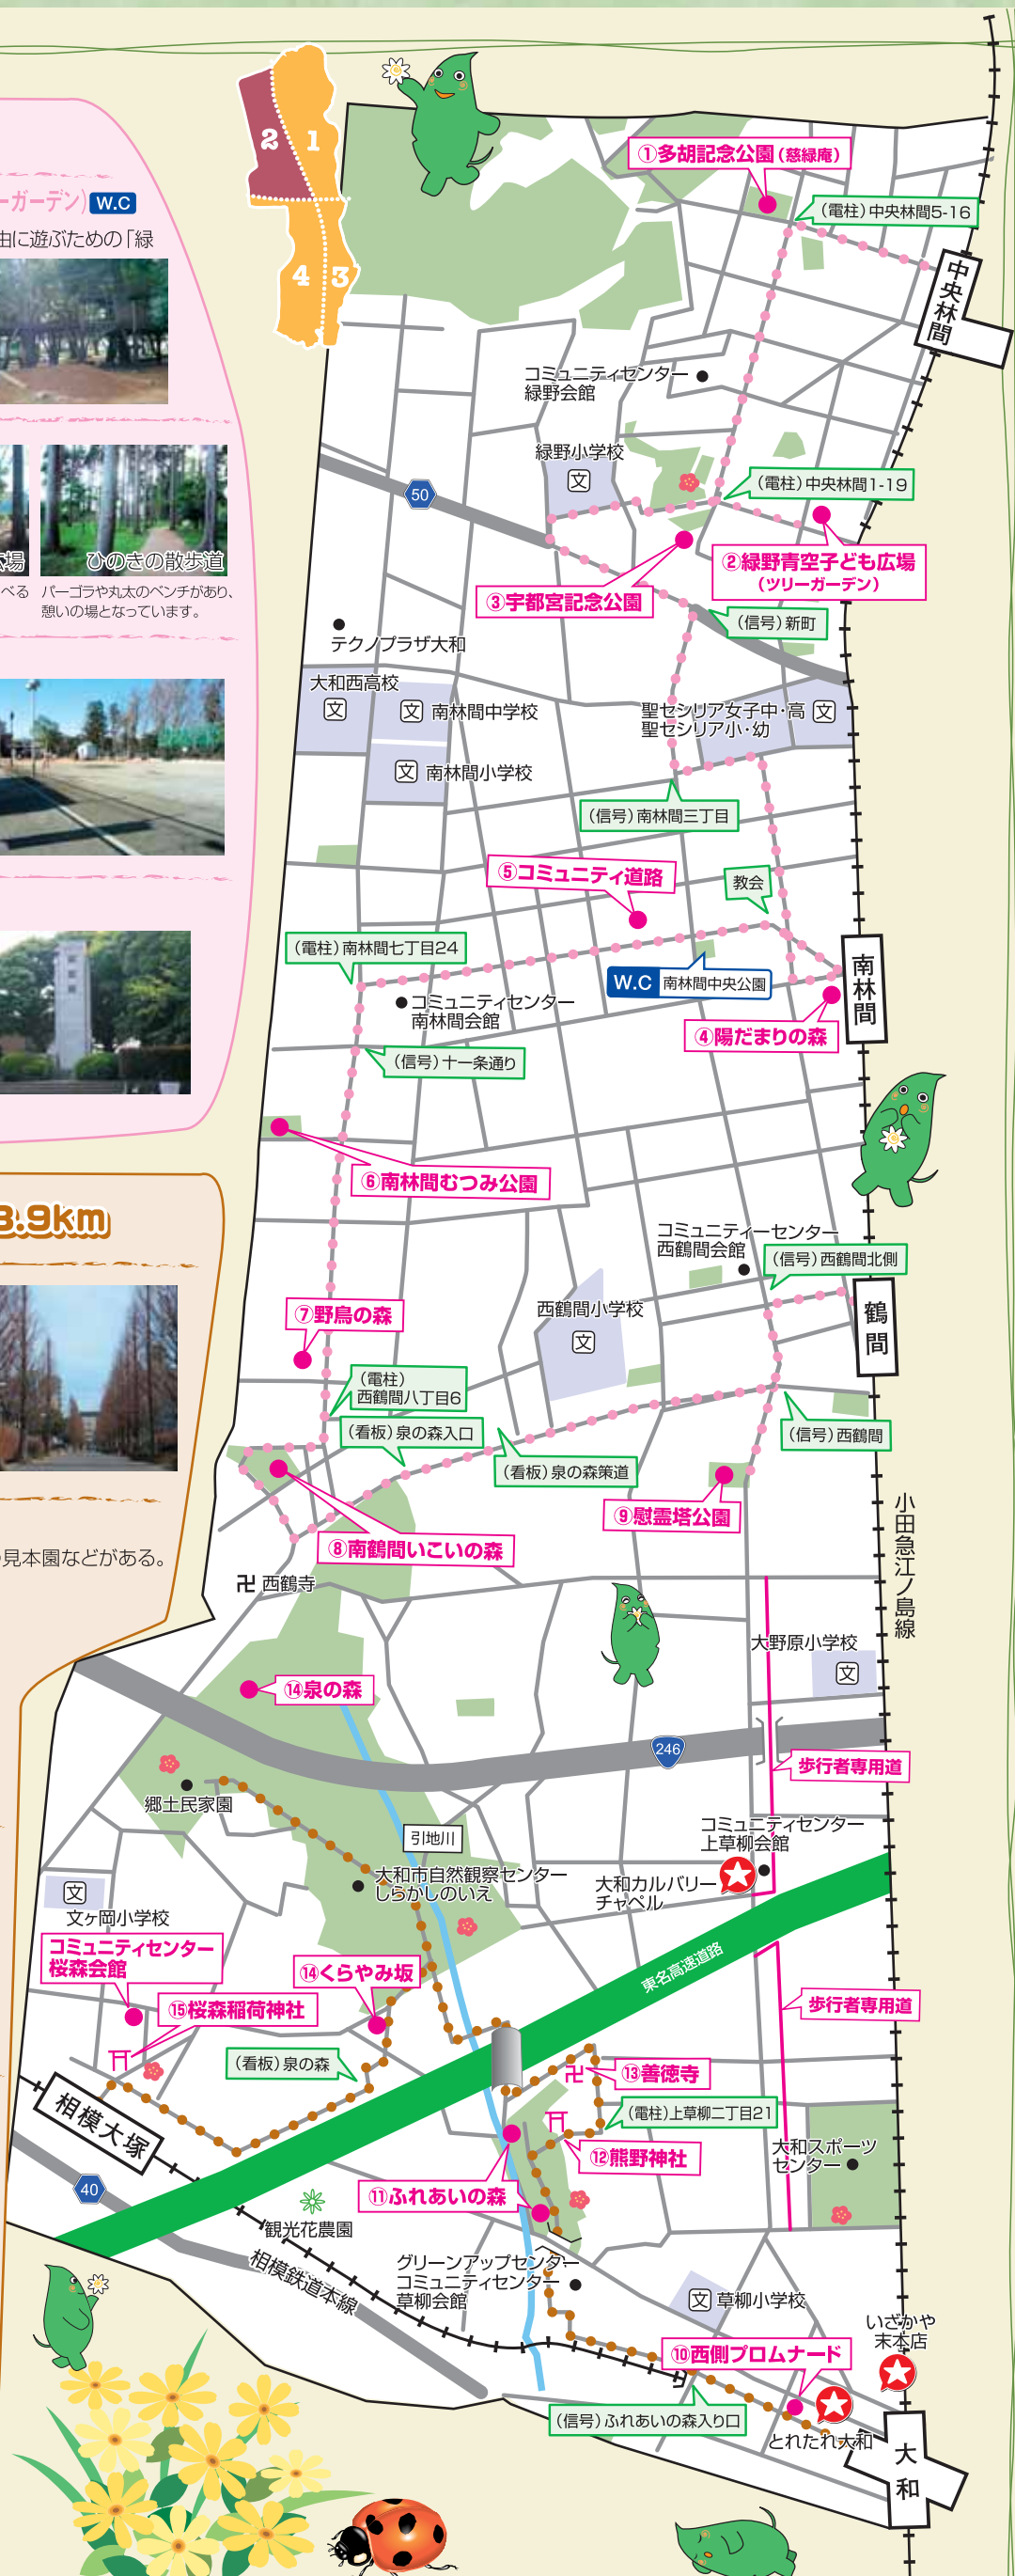 2
1
4
3
ーガーデン) W.C
由に遊ぶための「緑
ひのきの散歩道
べる
パーゴラや丸太のベンチがあり、
憩いの場となっています。
3.9km
見本園などがある。
①多胡記念公園(慈緑庵)
(電柱)中央林間5-16
中央林間
コミュニティセンター
緑野会館
緑野小学校
文
50
(電柱)中央林間1-19
②緑野青空子ども広場
(ツリーガーデン)
③宇都宮記念公園
(信号)新町
テクノプラザ大和
大和西高校
文
文 南林間中学校
文 南林間小学校
聖セシリア女子中・高 文
聖セシリア小・幼
(信号)南林間三丁目
⑤コミュニティ道路
教会
(電柱)南林間七丁目24
W.C 南林間中央公園
南林間
コミュニティセンター
南林間会館
④陽だまりの森
(信号)十一条通り
⑥南林間むつみ公園
コミュニティーセンター
西鶴間会館
(信号)西鶴間北側
鶴間
西鶴間小学校
文
⑦野鳥の森
(電柱)
西鶴間八丁目6
(看板)泉の森入口
(看板)泉の森策道
(信号)西鶴間
⑨慰霊塔公園
⑧南鶴間いこいの森
小田急江ノ島線
卍 西鶴寺
大野原小学校
文
⑭泉の森
246
歩行者専用道
郷土民家園
引地川
コミュニティセンター
上草柳会館
大和市自然観察センター
しらかしのいえ
大和カルバリー
チャペル
文
文ヶ岡小学校
コミュニティセンター
桜森会館
⑭くらやみ坂
東名高速道路
⑮桜森稲荷神社
歩行者専用道
(看板)泉の森
卍 ⑬善徳寺
(電柱)上草柳二丁目21
相模大塚
⑫熊野神社
大和スポーツ
センター
40
⑪ふれあいの森
観光花農園
相模鉄道本線
グリーンアップセンター
コミュニティセンター
草柳会館
文 草柳小学校
いざかや
末本店
⑩西側プロムナード
(信号)ふれあいの森入り口
とれたれ大和
大和